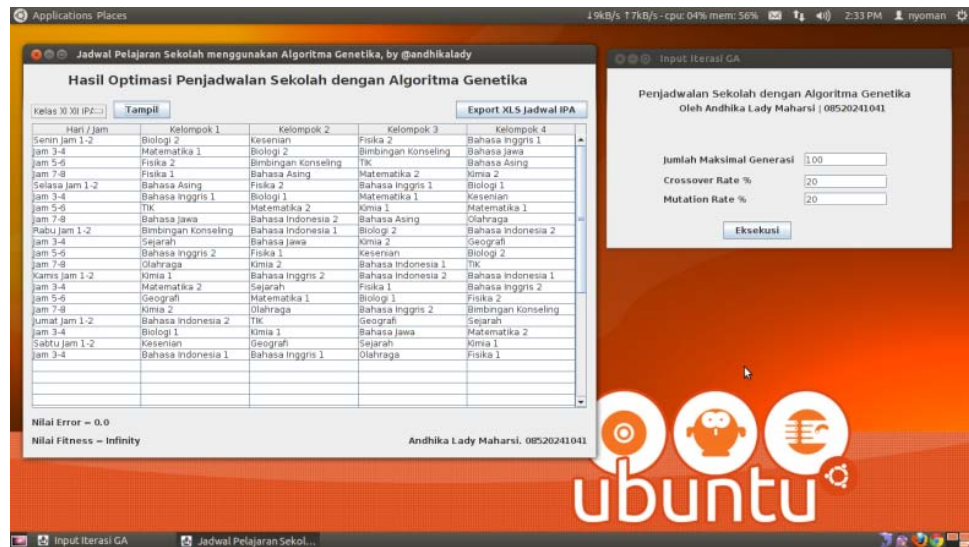 Applications Places
↓9kB/s ↑7kB/s - cpu: 04% mem: 56% 2:33 PM nyoman
Jadwal Pelajaran Sekolah menggunakan Algoritma Genetika, by @andhikalady
Hasil Optimasi Penjadwalan Sekolah dengan Algoritma Genetika
Kelas XI XII IPA Tampil Export XLS Jadwal IPA
Hari / Jam Kelompok 1 Kelompok 2 Kelompok 3 Kelompok 4
Senin Jam 1-2 Biologi 2 Kesenian Fisika 2 Bahasa Inggris 1
Jam 3-4 Matematika 1 Biologi 2 Bimbingan Konseling Bahasa Jawa
Jam 5-6 Fisika 2 Bimbingan Konseling TIK Bahasa Asing
Jam 7-8 Fisika 1 Bahasa Asing Matematika 2 Kimia 2
Selasa Jam 1-2 Bahasa Asing Fisika 2 Bahasa Inggris 1 Biologi 1
Jam 3-4 Bahasa Inggris 1 Biologi 1 Matematika 1 Kesenian
Jam 5-6 TIK Matematika 2 Kimia 1 Matematika 1
Jam 7-8 Bahasa Jawa Bahasa Indonesia 2 Bahasa Asing Olahraga
Rabu Jam 1-2 Bimbingan Konseling Bahasa Indonesia 1 Biologi 2 Bahasa Indonesia 2
Jam 3-4 Sejarah Bahasa Jawa Kimia 2 Geografi
Jam 5-6 Bahasa Inggris 2 Fisika 1 Kesenian Biologi 2
Jam 7-8 Olahraga Kimia 2 Bahasa Indonesia 1 TIK
Kamis Jam 1-2 Kimia 1 Bahasa Inggris 2 Bahasa Indonesia 2 Bahasa Indonesia 1
Jam 3-4 Matematika 2 Sejarah Fisika 1 Bahasa Inggris 2
Jam 5-6 Geografi Matematika 1 Biologi 1 Fisika 2
Jam 7-8 Kimia 2 Olahraga Bahasa Inggris 2 Bimbingan Konseling
Jumat Jam 1-2 Bahasa Indonesia 2 TIK Geografi Sejarah
Jam 3-4 Biologi 1 Kimia 1 Bahasa Jawa Matematika 2
Sabtu Jam 1-2 Kesenian Geografi Sejarah Kimia 1
Jam 3-4 Bahasa Indonesia 1 Bahasa Inggris 1 Olahraga Fisika 1
Nilai Error = 0.0
Nilai Fitness = Infinity Andhika Lady Maharsi. 08520241041
Input Iterasi GA
Penjadwalan Sekolah dengan Algoritma Genetika
Oleh Andhika Lady Maharsi | 08520241041
Jumlah Maksimal Generasi 100
Crossover Rate % 20
Mutation Rate % 20
Eksekusi
ubuntu
Input Iterasi GA Jadwal Pelajaran Sekol...